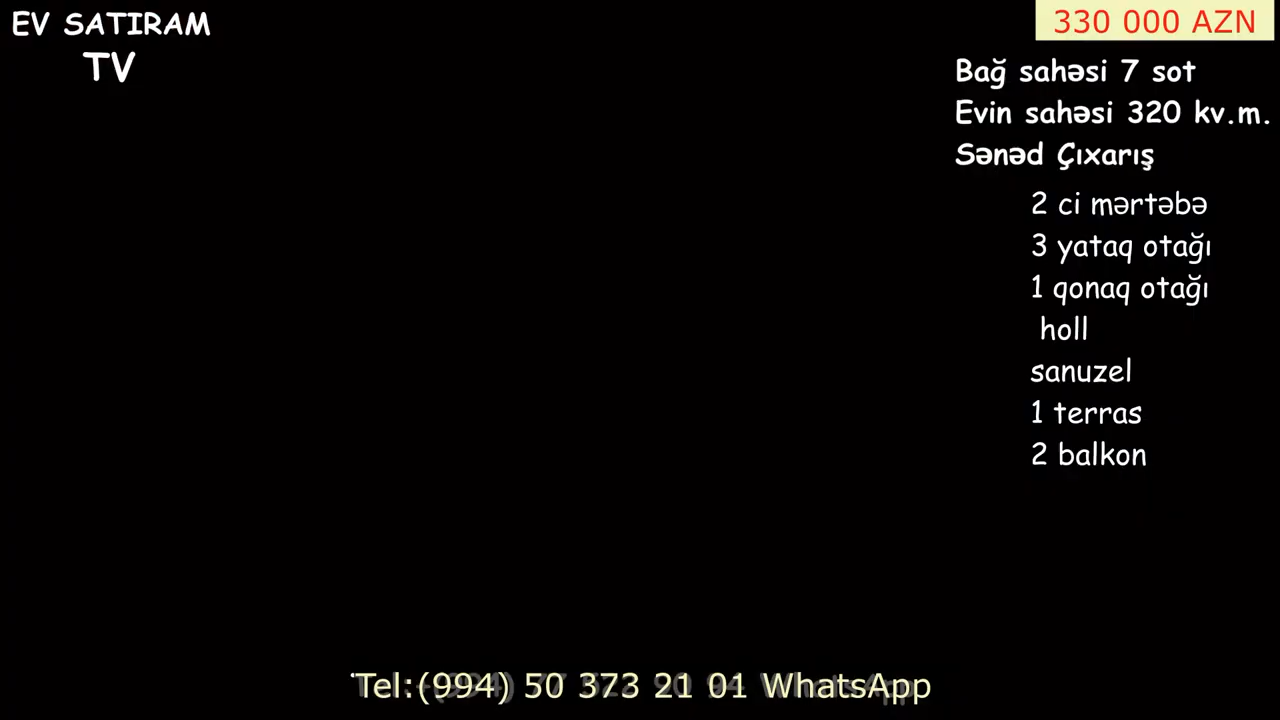 EV SATIRAM
TV
330 000 AZN
Bağ sahəsi 7 sot
Evin sahəsi 320 kv.m.
Sənəd Çıxarış
2 ci mərtəbə
3 yataq otağı
1 qonaq otağı
holl
sanuzel
1 terras
2 balkon
Tel:(994) 50 373 21 01 WhatsApp